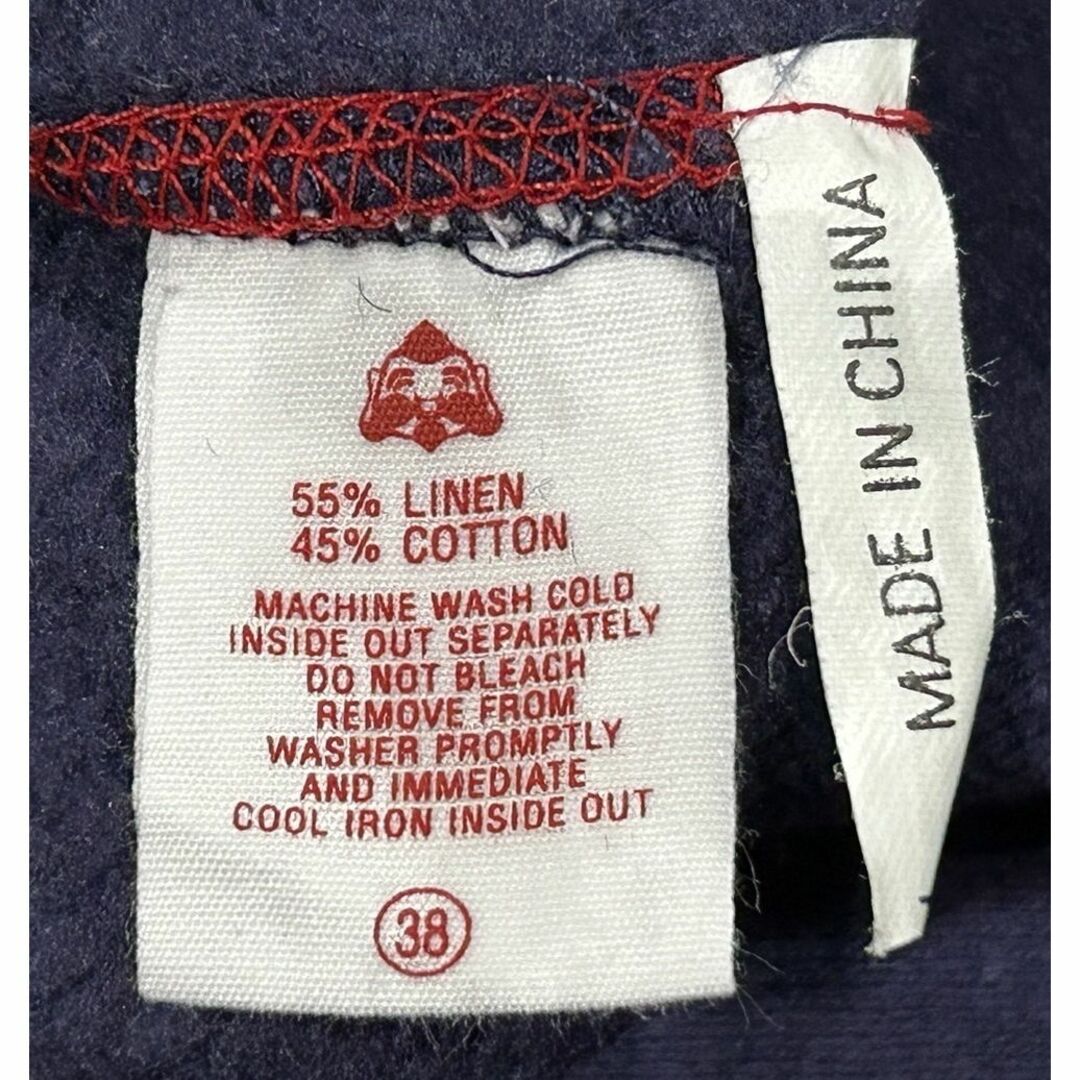 55% LINEN
45% COTTON
MACHINE WASH COLD
INSIDE OUT SEPARATELY
DO NOT BLEACH
REMOVE FROM
WASHER PROMPTLY
AND IMMEDIATE
COOL IRON INSIDE OUT
38
MADE IN CHINA